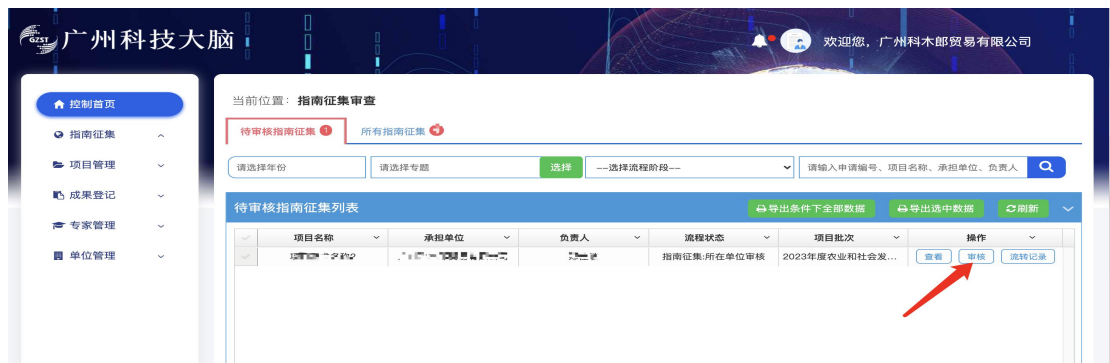 GZST 广州科技大脑
欢迎您，广州科木郎贸易有限公司
控制首页
指南征集
项目管理
成果登记
专家管理
单位管理
当前位置：指南征集审查
待审核指南征集 1 所有指南征集
请选择年份 请选择专题 选择 --选择流程阶段-- 请输入申请编号、项目名称、承担单位、负责人
待审核指南征集列表 导出条件下全部数据 导出选中数据 刷新
项目名称 承担单位 负责人 流程状态 项目批次 操作
指南征集:所在单位审核 2023年度农业和社会发... 查看 审核 流转记录